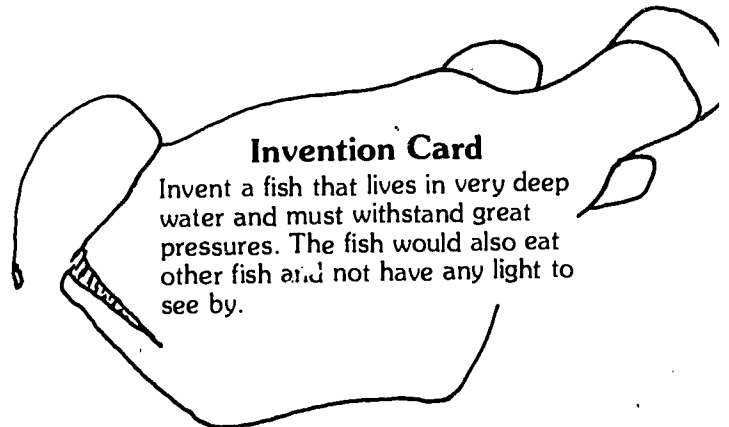 Invention Card
Invent a fish that lives in very deep
water and must withstand great
pressures. The fish would also eat
other fish and not have any light to
see by.